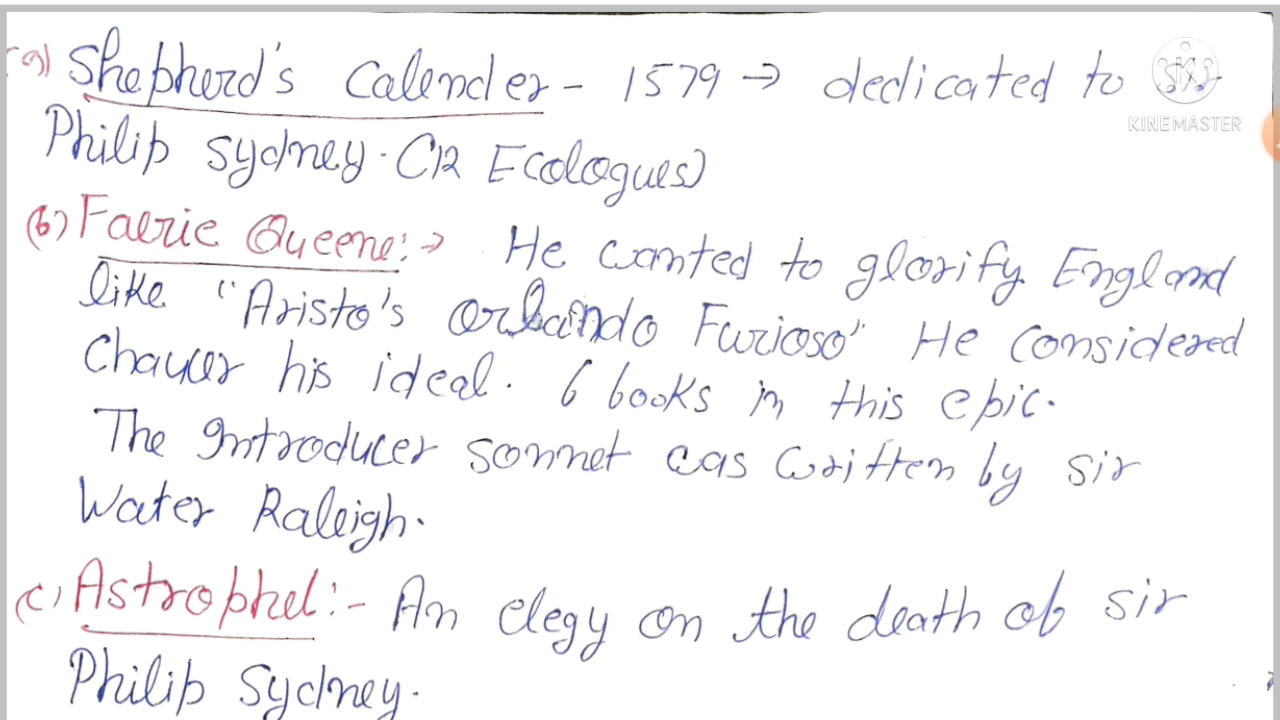 (a) Shepherd's Calender - 1579 → dedicated to Sir
KINEMASTER
Philip Sydney. (12 Ecologues)
(b) Faerie Queene:→ He wanted to glorify England
like "Aristo's Orlando Furioso" He considered
Chaucer his ideal. 6 books in this epic.
The Introducer sonnet was written by sir
Water Raleigh.
(c) Astrophel:- An elegy on the death of sir
Philip Sydney.